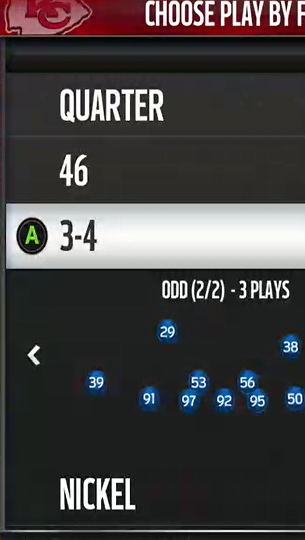 CHOOSE PLAY BY F
QUARTER
46
A 3-4
ODD (2/2) - 3 PLAYS
29
38
39 53 56
91 97 92 95 50
NICKEL